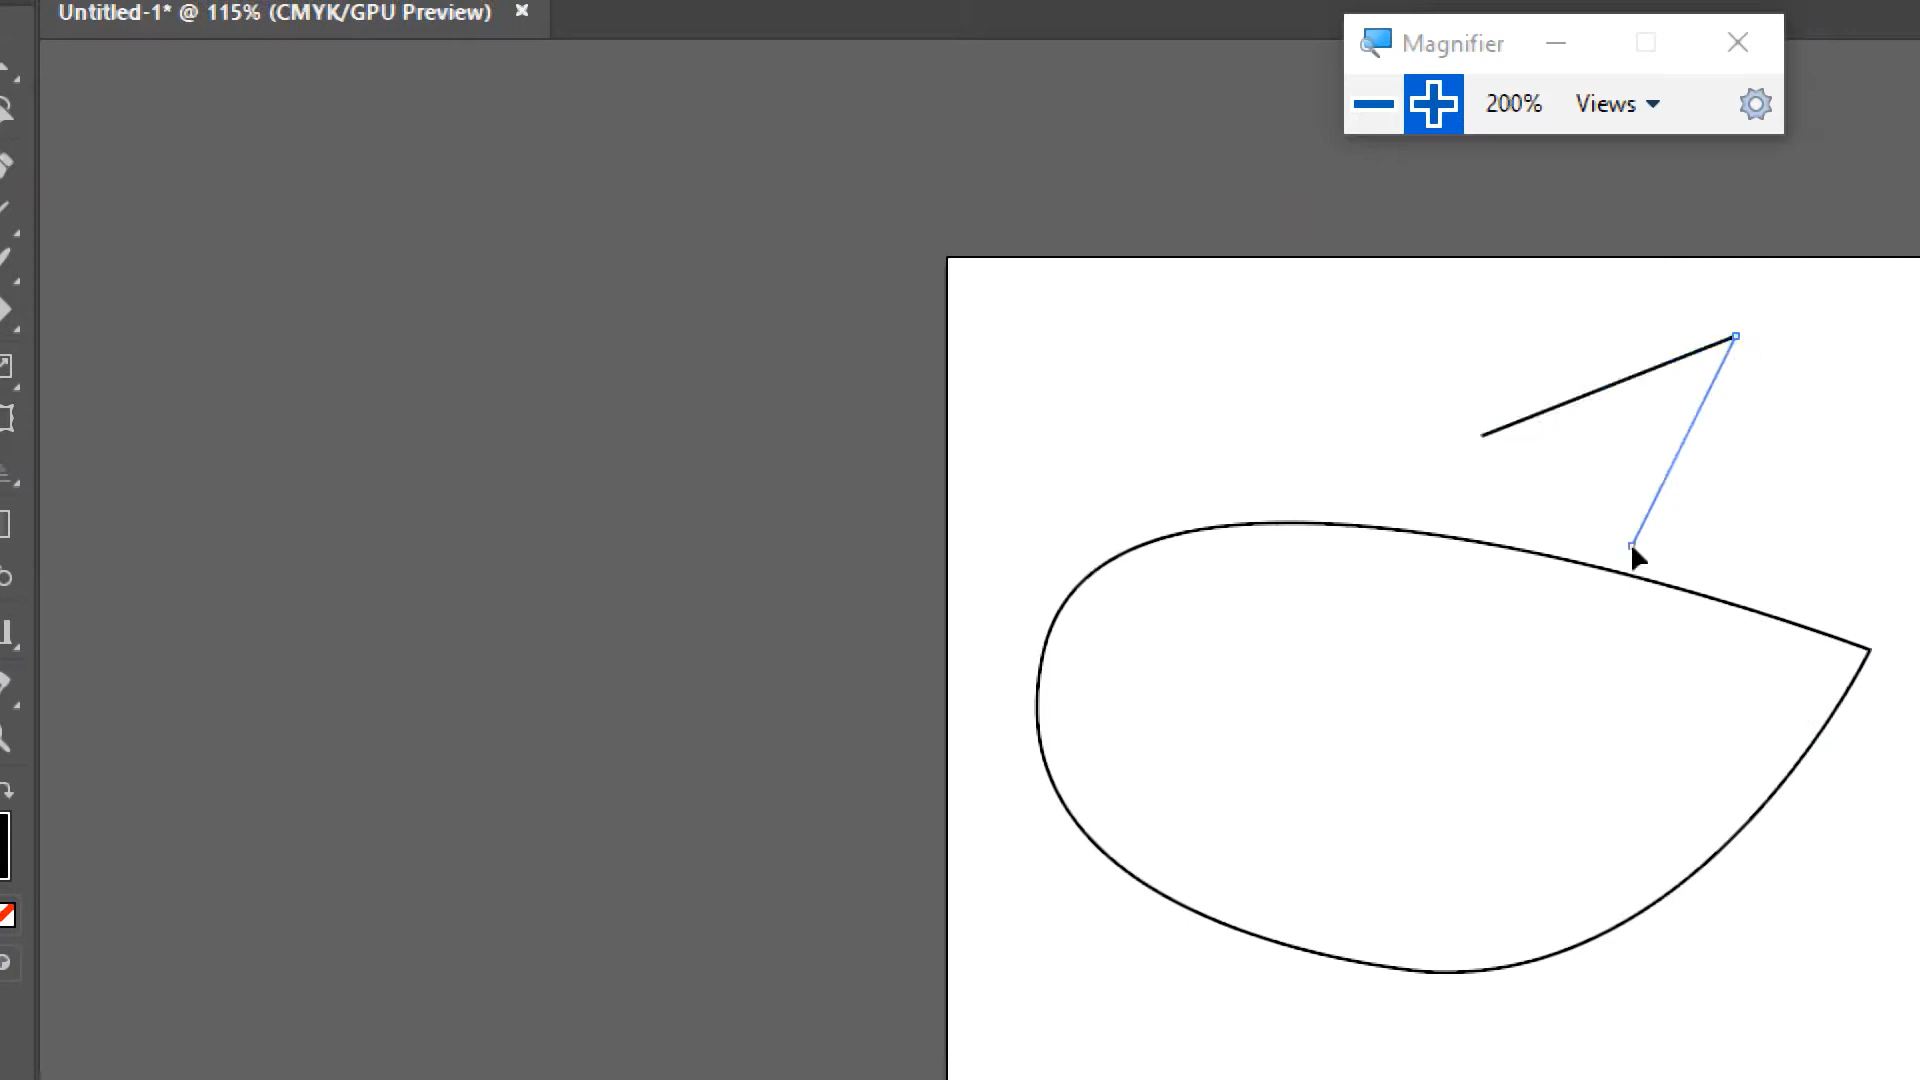 Untitled-1* @ 115% (CMYK/GPU Preview)
Magnifier
200% Views